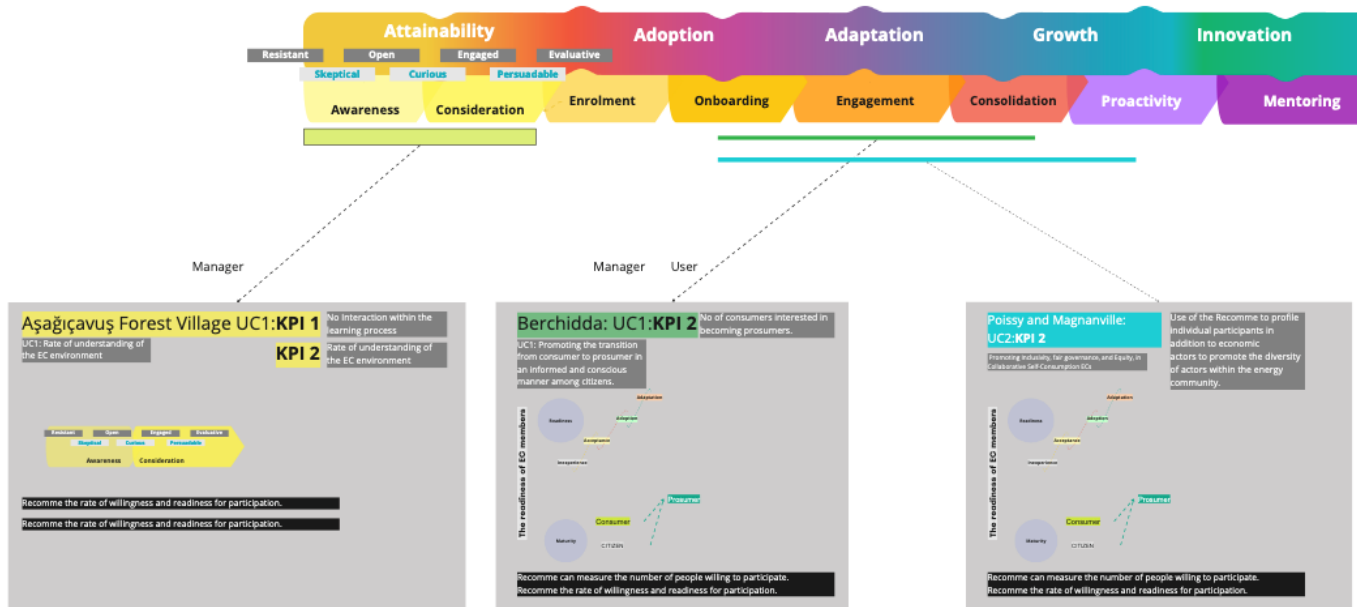 Attainability
Adoption
Adaptation
Growth
Innovation
Resistant
Open
Engaged
Evaluative
Skeptical
Curious
Persuadable
Awareness
Consideration
Enrolment
Onboarding
Engagement
Consolidation
Proactivity
Mentoring
Manager
Manager
User
Aşağıçavuş Forest Village UC1:KPI 1
No Interaction within the
learning process
UC1: Rate of understanding of
the EC environment
KPI 2
Rate of understanding of
the EC environment
Resistant
Open
Engaged
Evaluative
Skeptical
Curious
Persuadable
Awareness
Consideration
Recomme the rate of willingness and readiness for participation.
Recomme the rate of willingness and readiness for participation.
Berchidda: UC1:KPI 2
No of consumers interested in
becoming prosumers.
UC1: Promoting the transition
from consumer to prosumer in
an informed and conscious
manner among citizens.
The readiness of EC members
Adaptation
Readiness
Adoption
Acceptance
Prosumer
Consumer
Maturity
CITIZEN
Recomme can measure the number of people willing to participate.
Recomme the rate of willingness and readiness for participation.
Poissy and Magnanville:
UC2:KPI 2
Use of the Recomme to profile
individual participants in
addition to economic
actors to promote the diversity
of actors within the energy
community.
Promoting inclusivity, fair governance, and Equity, in
Collaborative Self-Consumption ECs
The readiness of EC members
Adaptation
Readiness
Adoption
Acceptance
Prosumer
Consumer
Maturity
CITIZEN
Recomme can measure the number of people willing to participate.
Recomme the rate of willingness and readiness for participation.